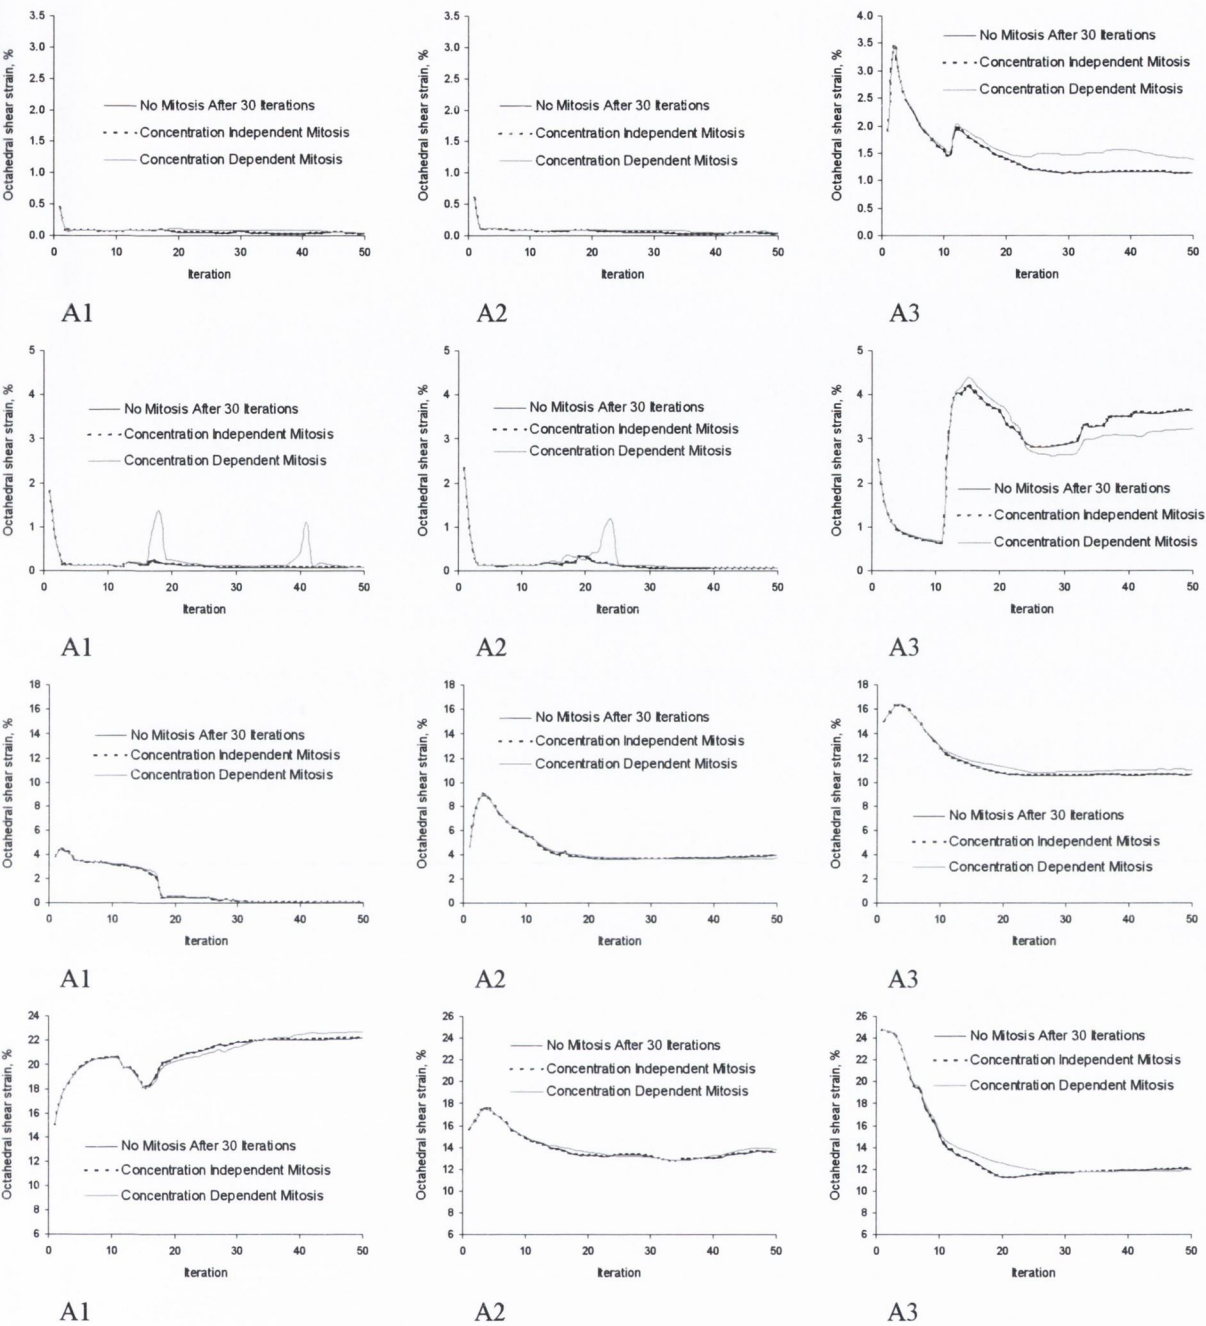 Octahedral shear strain, %
3.5
3.0
2.5
2.0
1.5
1.0
0.5
0.0
No Mitosis After 30 Iterations
Concentration Independent Mitosis
Concentration Dependent Mitosis
0 10 20 30 40 50
Iteration
A1
Octahedral shear strain, %
3.5
3.0
2.5
2.0
1.5
1.0
0.5
0.0
No Mitosis After 30 Iterations
Concentration Independent Mitosis
Concentration Dependent Mitosis
0 10 20 30 40 50
Iteration
A2
Octahedral shear strain, %
4.0
3.5
3.0
2.5
2.0
1.5
1.0
0.5
0.0
No Mitosis After 30 Iterations
Concentration Independent Mitosis
Concentration Dependent Mitosis
0 10 20 30 40 50
Iteration
A3
Octahedral shear strain, %
5
4
3
2
1
0
No Mitosis After 30 Iterations
Concentration Independent Mitosis
Concentration Dependent Mitosis
0 10 20 30 40 50
Iteration
A1
Octahedral shear strain, %
5
4
3
2
1
0
No Mitosis After 30 Iterations
Concentration Independent Mitosis
Concentration Dependent Mitosis
0 10 20 30 40 50
Iteration
A2
Octahedral shear strain, %
5
4
3
2
1
0
No Mitosis After 30 Iterations
Concentration Independent Mitosis
Concentration Dependent Mitosis
0 10 20 30 40 50
Iteration
A3
Octahedral shear strain, %
18
16
14
12
10
8
6
4
2
0
No Mitosis After 30 Iterations
Concentration Independent Mitosis
Concentration Dependent Mitosis
0 10 20 30 40 50
Iteration
A1
Octahedral shear strain, %
18
16
14
12
10
8
6
4
2
0
No Mitosis After 30 Iterations
Concentration Independent Mitosis
Concentration Dependent Mitosis
0 10 20 30 40 50
Iteration
A2
Octahedral shear strain, %
18
16
14
12
10
8
6
4
2
0
No Mitosis After 30 Iterations
Concentration Independent Mitosis
Concentration Dependent Mitosis
0 10 20 30 40 50
Iteration
A3
Octahedral shear strain, %
24
22
20
18
16
14
12
10
8
6
No Mitosis After 30 Iterations
Concentration Independent Mitosis
Concentration Dependent Mitosis
0 10 20 30 40 50
Iteration
A1
Octahedral shear strain, %
26
24
22
20
18
16
14
12
10
8
6
No Mitosis After 30 Iterations
Concentration Independent Mitosis
Concentration Dependent Mitosis
0 10 20 30 40 50
Iteration
A2
Octahedral shear strain, %
26
24
22
20
18
16
14
12
10
8
6
No Mitosis After 30 Iterations
Concentration Independent Mitosis
Concentration Dependent Mitosis
0 10 20 30 40 50
Iteration
A3